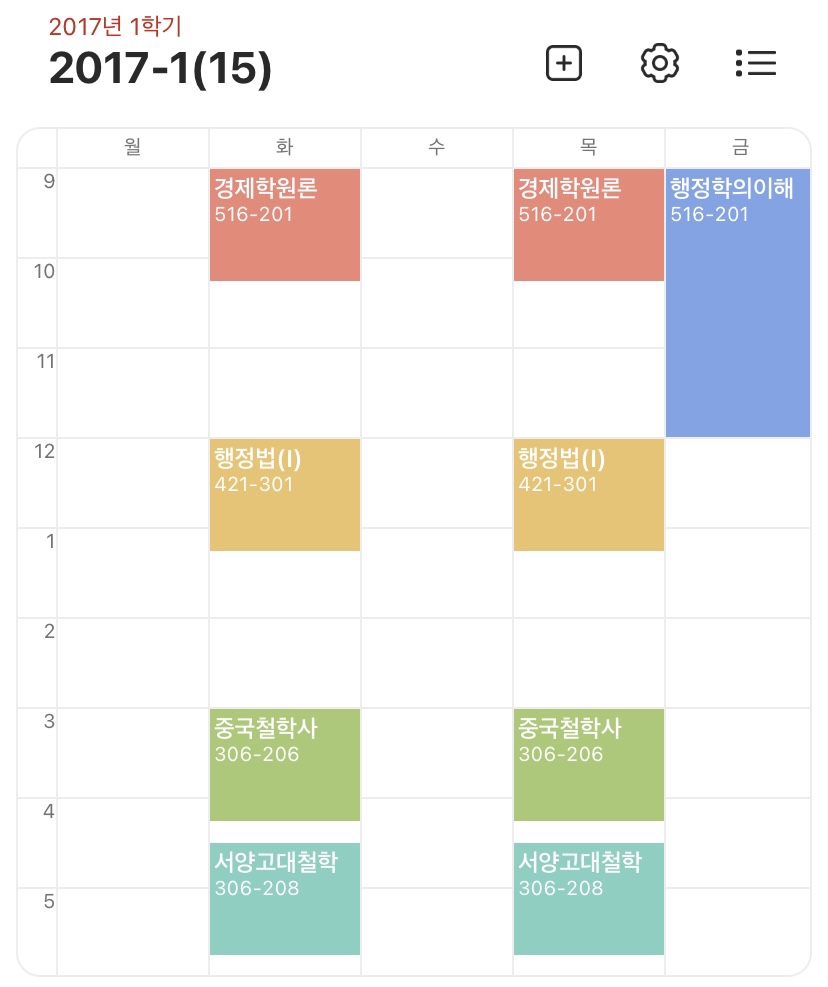 2017년 1학기
2017-1(15)
월 화 수 목 금
9
경제학원론
516-201
경제학원론
516-201
행정학의이해
516-201
10
11
12
행정법(I)
421-301
행정법(I)
421-301
1
2
3
중국철학사
306-206
중국철학사
306-206
4
서양고대철학
306-208
서양고대철학
306-208
5